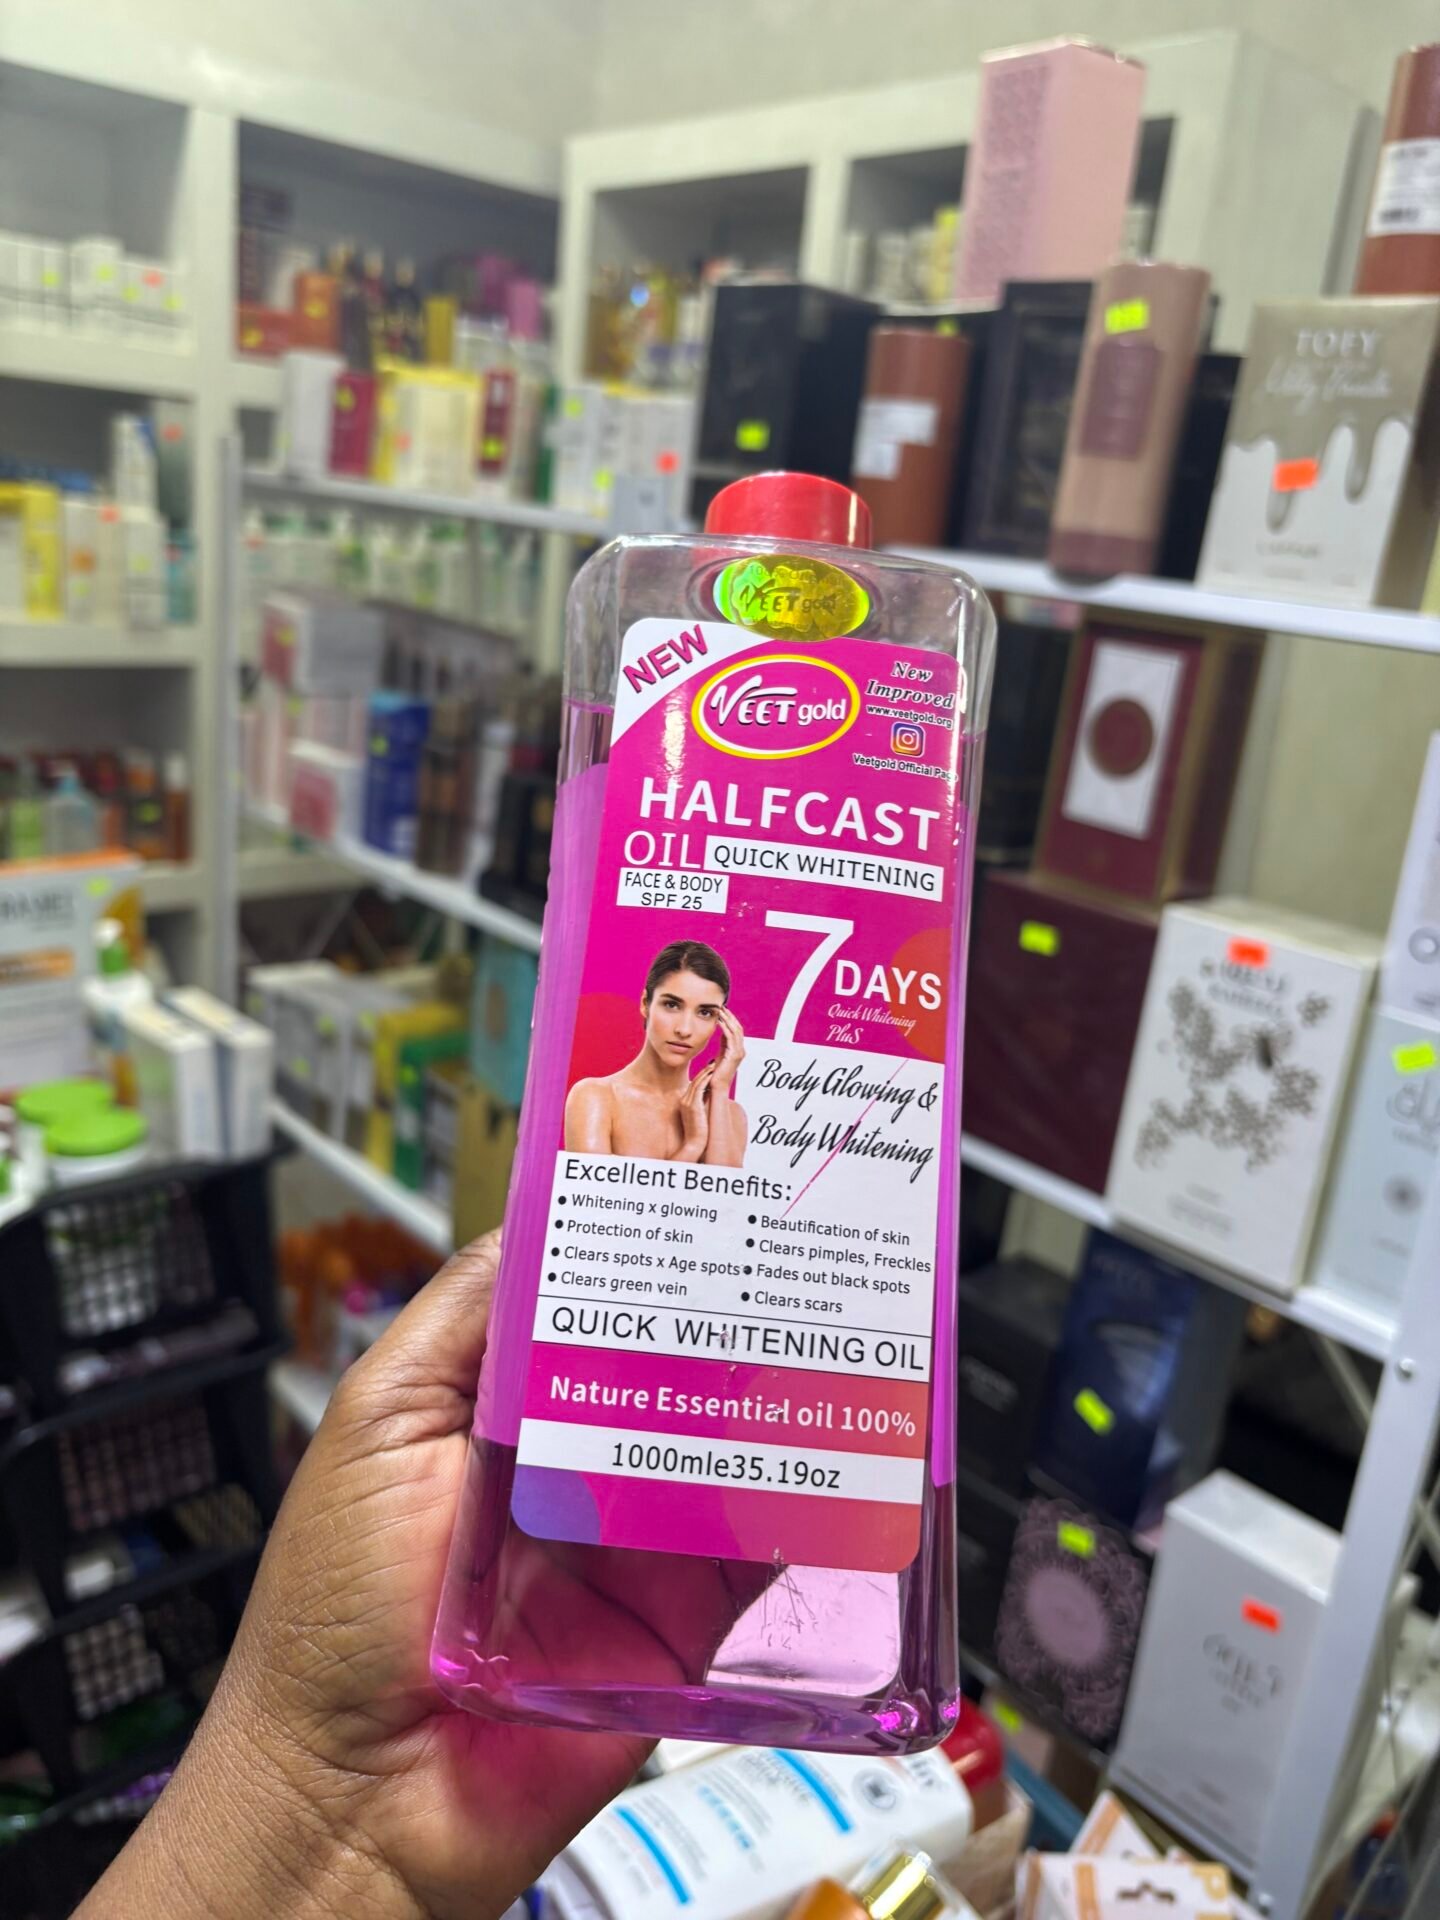 VEET gold
NEW
VEET gold
New
Improved
www.veetgold.org
Veetgold Official Pag
HALFCAST
OIL QUICK WHITENING
FACE & BODY
SPF 25
7 DAYS
Quick Whitening
PluS
Body Glowing &
Body Whitening
Excellent Benefits:
• Whitening x glowing
• Protection of skin
• Clears spots x Age spots
• Clears green vein
• Beautification of skin
• Clears pimples, Freckles
• Fades out black spots
• Clears scars
QUICK WHITENING OIL
Nature Essential oil 100%
1000mle35.19oz
TOFY